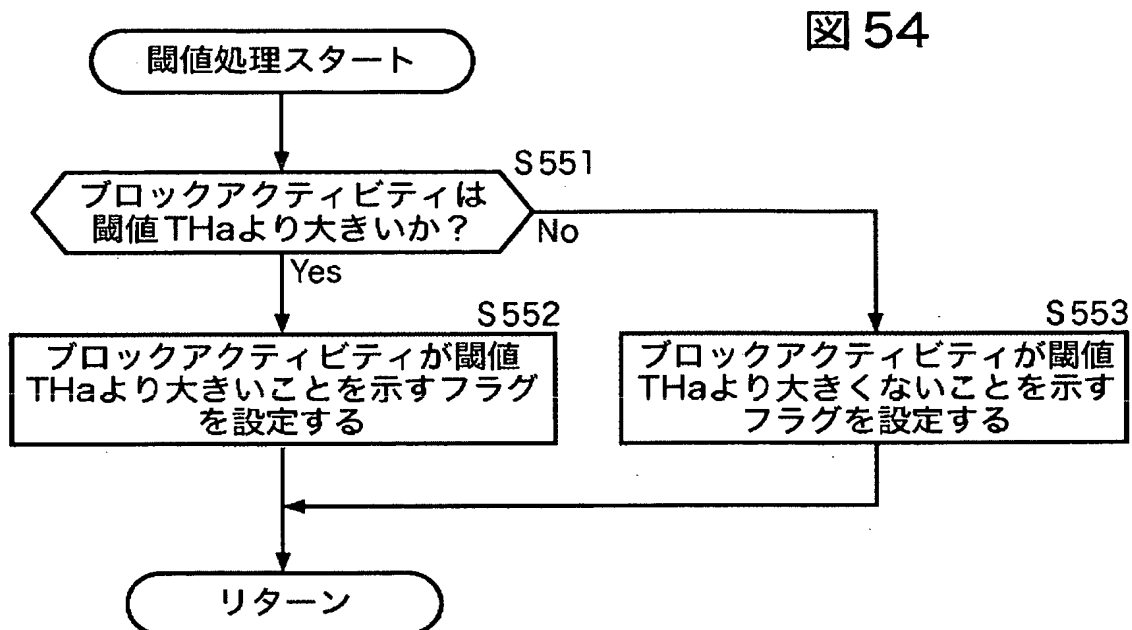 図54
閾値処理スタート
S551
ブロックアクティビティは
閾値THaより大きいか？
No
Yes
S552
ブロックアクティビティが閾値
THaより大きいことを示すフラグ
を設定する
S553
ブロックアクティビティが閾値
THaより大きくないことを示す
フラグを設定する
リターン